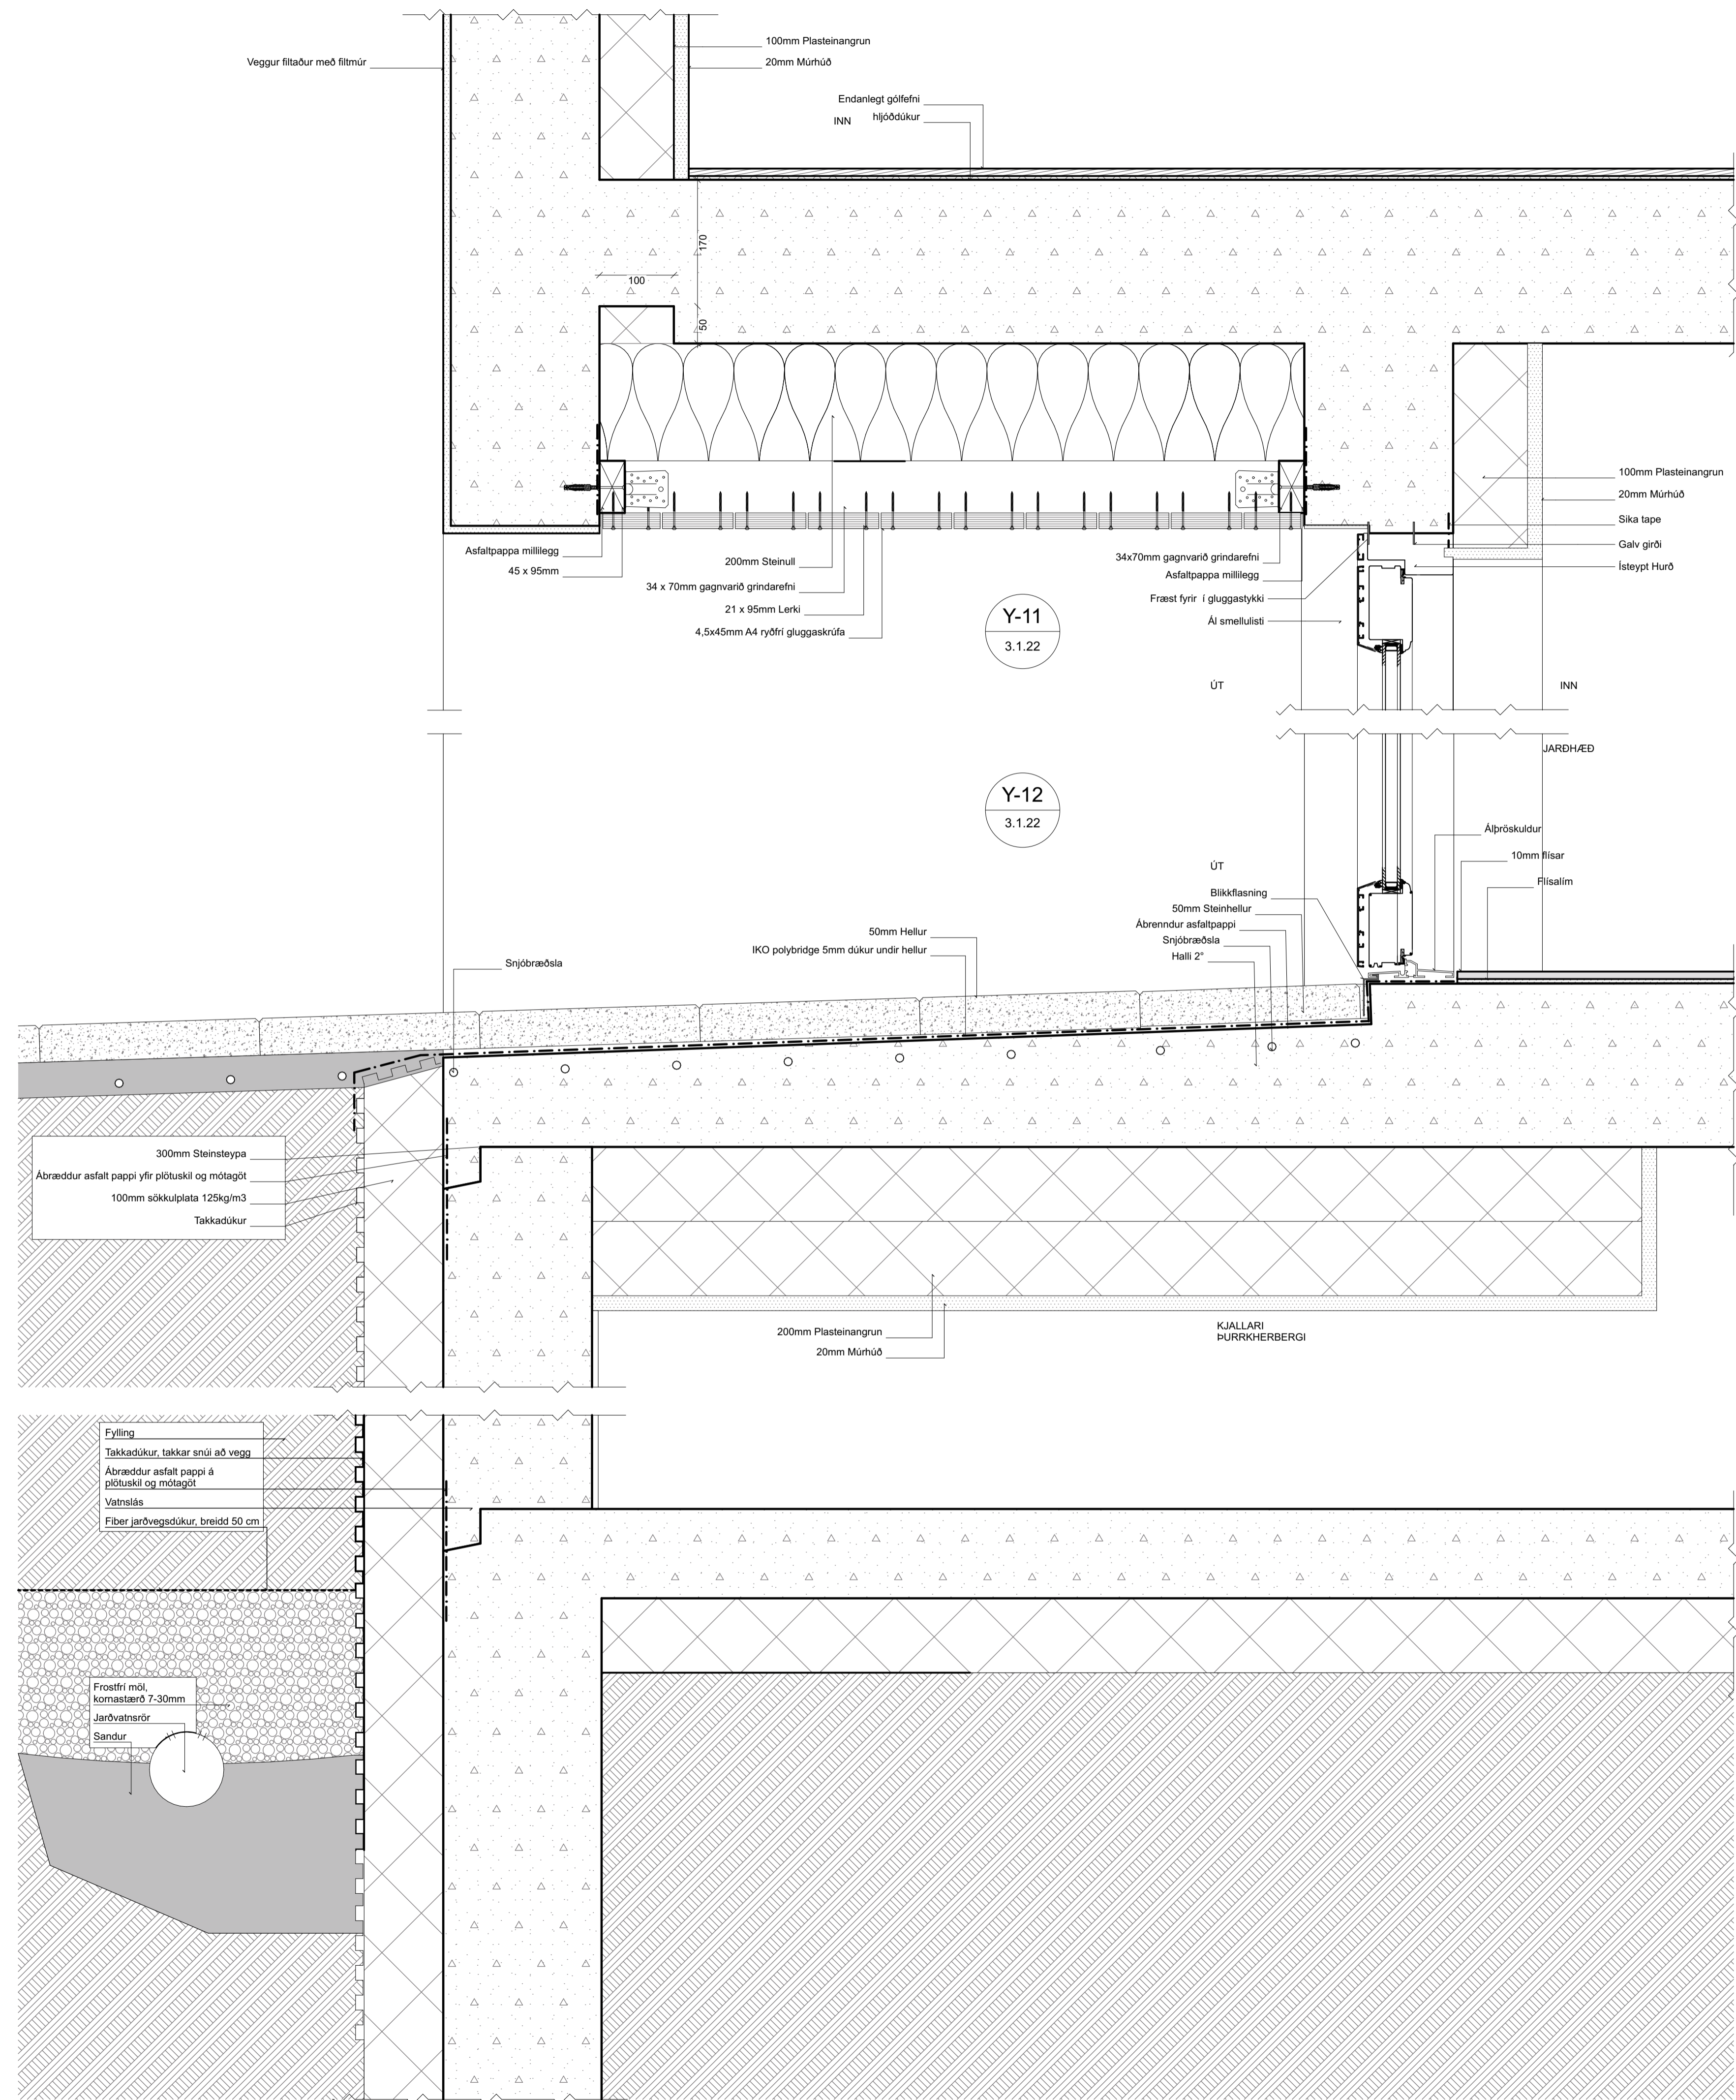 100mm Plasteinangrun
Veggur filtaður með filtmúr
20mm Múrhúð
Endanlegt gólfefni
INN
hljóðdúkur
170
100
50
100mm Plasteinangrun
20mm Múrhúð
Sika tape
Galv girði
Ísteypt Hurð
Asfaltpappa millilegg
45 x 95mm
200mm Steinull
34 x 70mm gagnvarið grindarefni
21 x 95mm Lerki
4,5x45mm A4 ryðfrí gluggaskrúfa
34x70mm gagnvarið grindarefni
Asfaltpappa millilegg
Fræst fyrir í gluggastykki
Ál smellulisti
Y-11
3.1.22
ÚT
INN
JARÐHÆÐ
Y-12
3.1.22
Álþröskuldur
10mm flísar
Flísalím
ÚT
Blikkflasning
50mm Steinhellur
Ábrenndur asfaltpappi
Snjóbræðsla
Halli 2°
50mm Hellur
IKO polybridge 5mm dúkur undir hellur
Snjóbræðsla
300mm Steinsteypa
Ábræddur asfalt pappi yfir plötuskil og mótagöt
100mm sökkulplata 125kg/m3
Takkadúkur
200mm Plasteinangrun
20mm Múrhúð
KJALLARI
ÞURRKHERBERGI
Fylling
Takkadúkur, takkar snúi að vegg
Ábræddur asfalt pappi á
plötuskil og mótagöt
Vatnslás
Fiber jarðvegsdúkur, breidd 50 cm
Frostfrí möl,
kornastærð 7-30mm
Jarðvatnsrör
Sandur